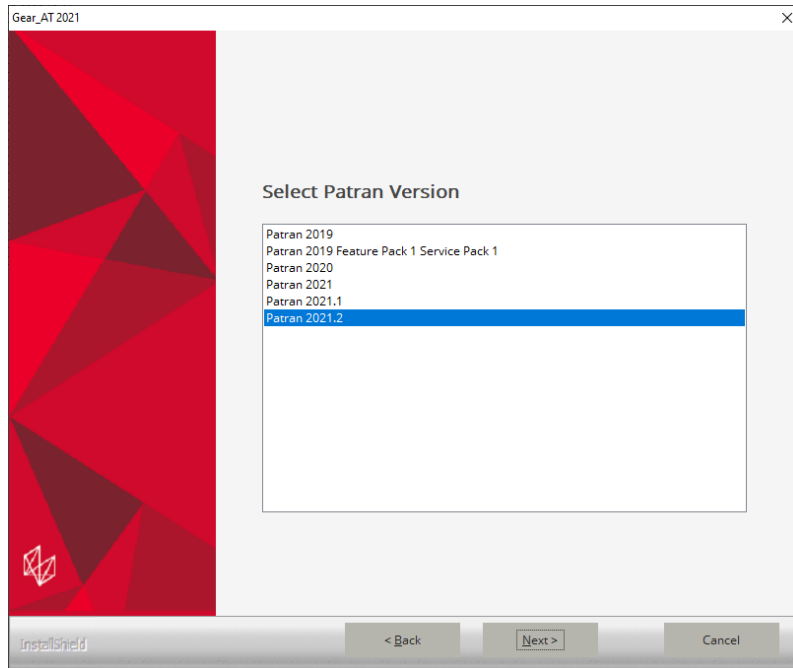 Gear_AT 2021
Select Patran Version
Patran 2019
Patran 2019 Feature Pack 1 Service Pack 1
Patran 2020
Patran 2021
Patran 2021.1
Patran 2021.2
InstallShield
< Back
Next >
Cancel